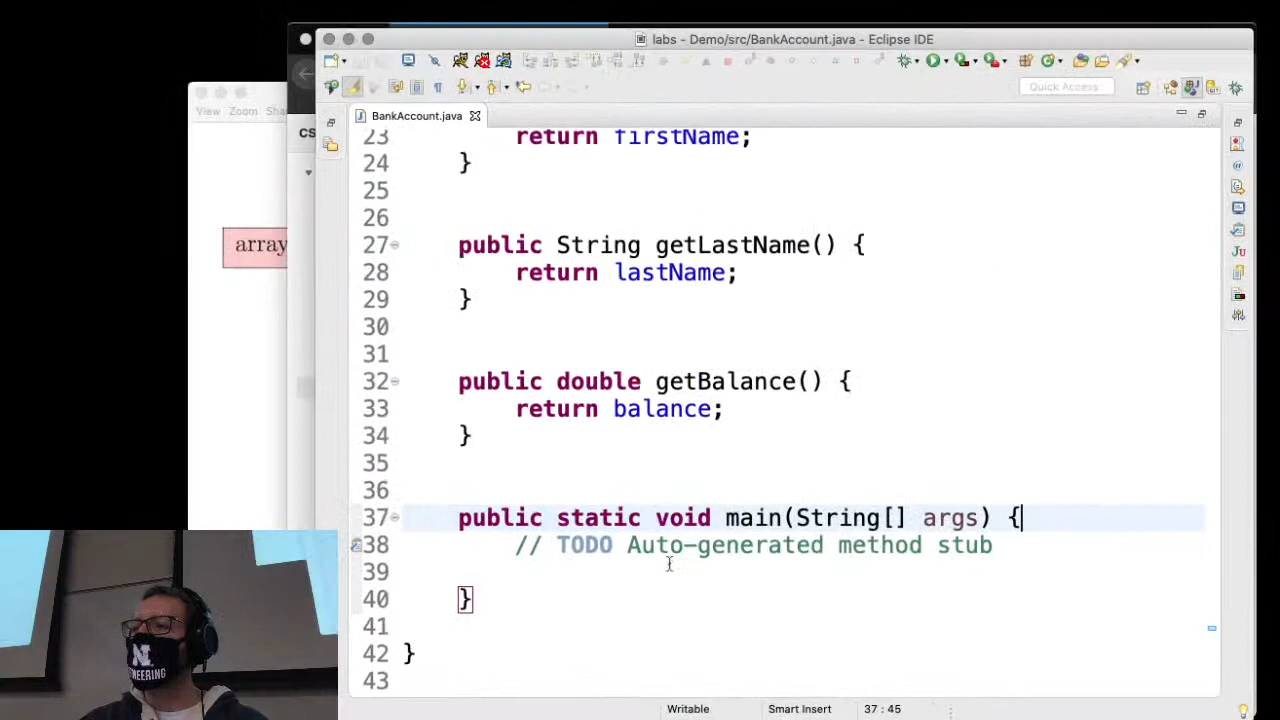 labs - Demo/src/BankAccount.java - Eclipse IDE
Quick Access
View Zoom
BankAccount.java
CS
array
23 return firstName;
24 }
25
26
27 public String getLastName() {
28 return lastName;
29 }
30
31
32 public double getBalance() {
33 return balance;
34 }
35
36
37 public static void main(String[] args) {
38 // TODO Auto-generated method stub
39
40 }
41
42 }
43
N
NEERING
Writable Smart Insert 37 : 45